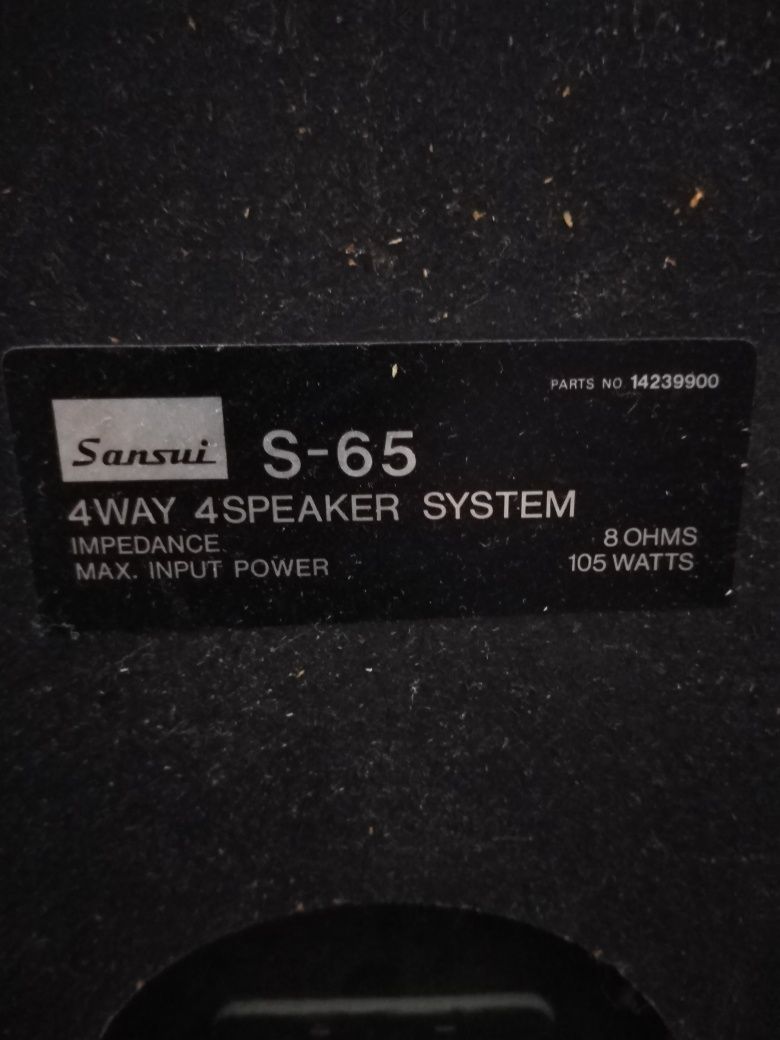 PARTS NO 14239900
Sansui S-65
4WAY 4SPEAKER SYSTEM
IMPEDANCE 8 OHMS
MAX. INPUT POWER 105 WATTS